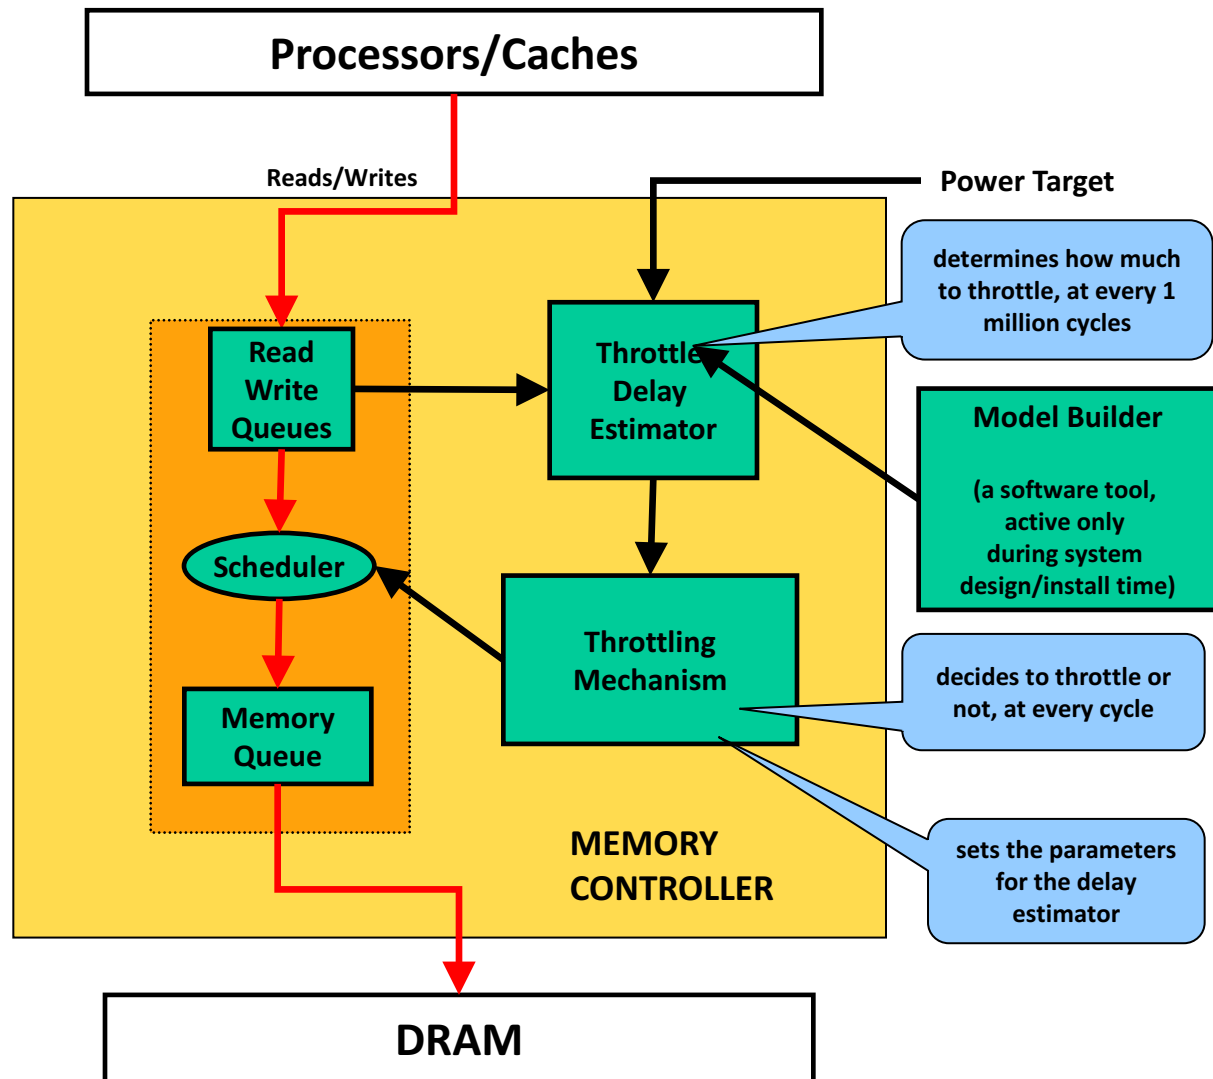 Processors/Caches
Reads/Writes
Power Target
determines how much
to throttle, at every 1
million cycles
Read
Write
Queues
Throttle
Delay
Estimator
Model Builder
(a software tool,
active only
during system
design/install time)
Scheduler
Throttling
Mechanism
decides to throttle or
not, at every cycle
Memory
Queue
MEMORY
CONTROLLER
sets the parameters
for the delay
estimator
DRAM